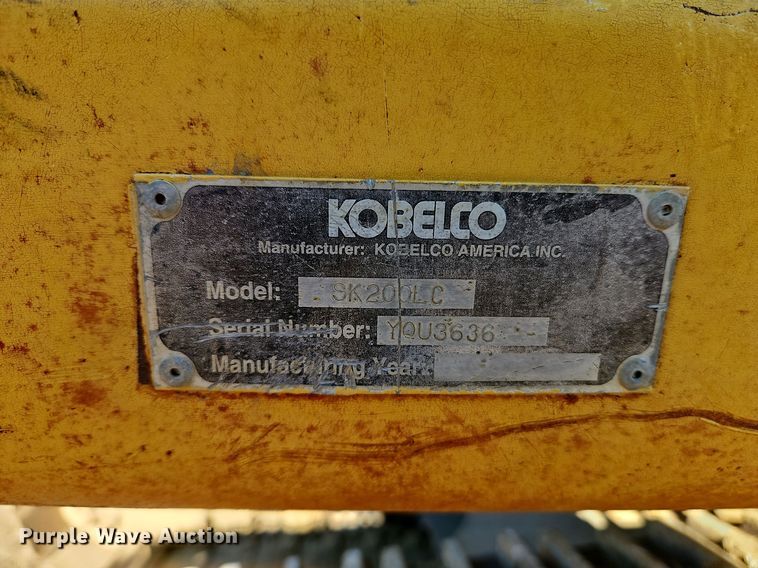 KOBELCO
Manufacturer: KOBELCO AMERICA INC.
Model: SK200LC
Serial Number: YQU3636
Manufacturing Year:
Purple Wave Auction®